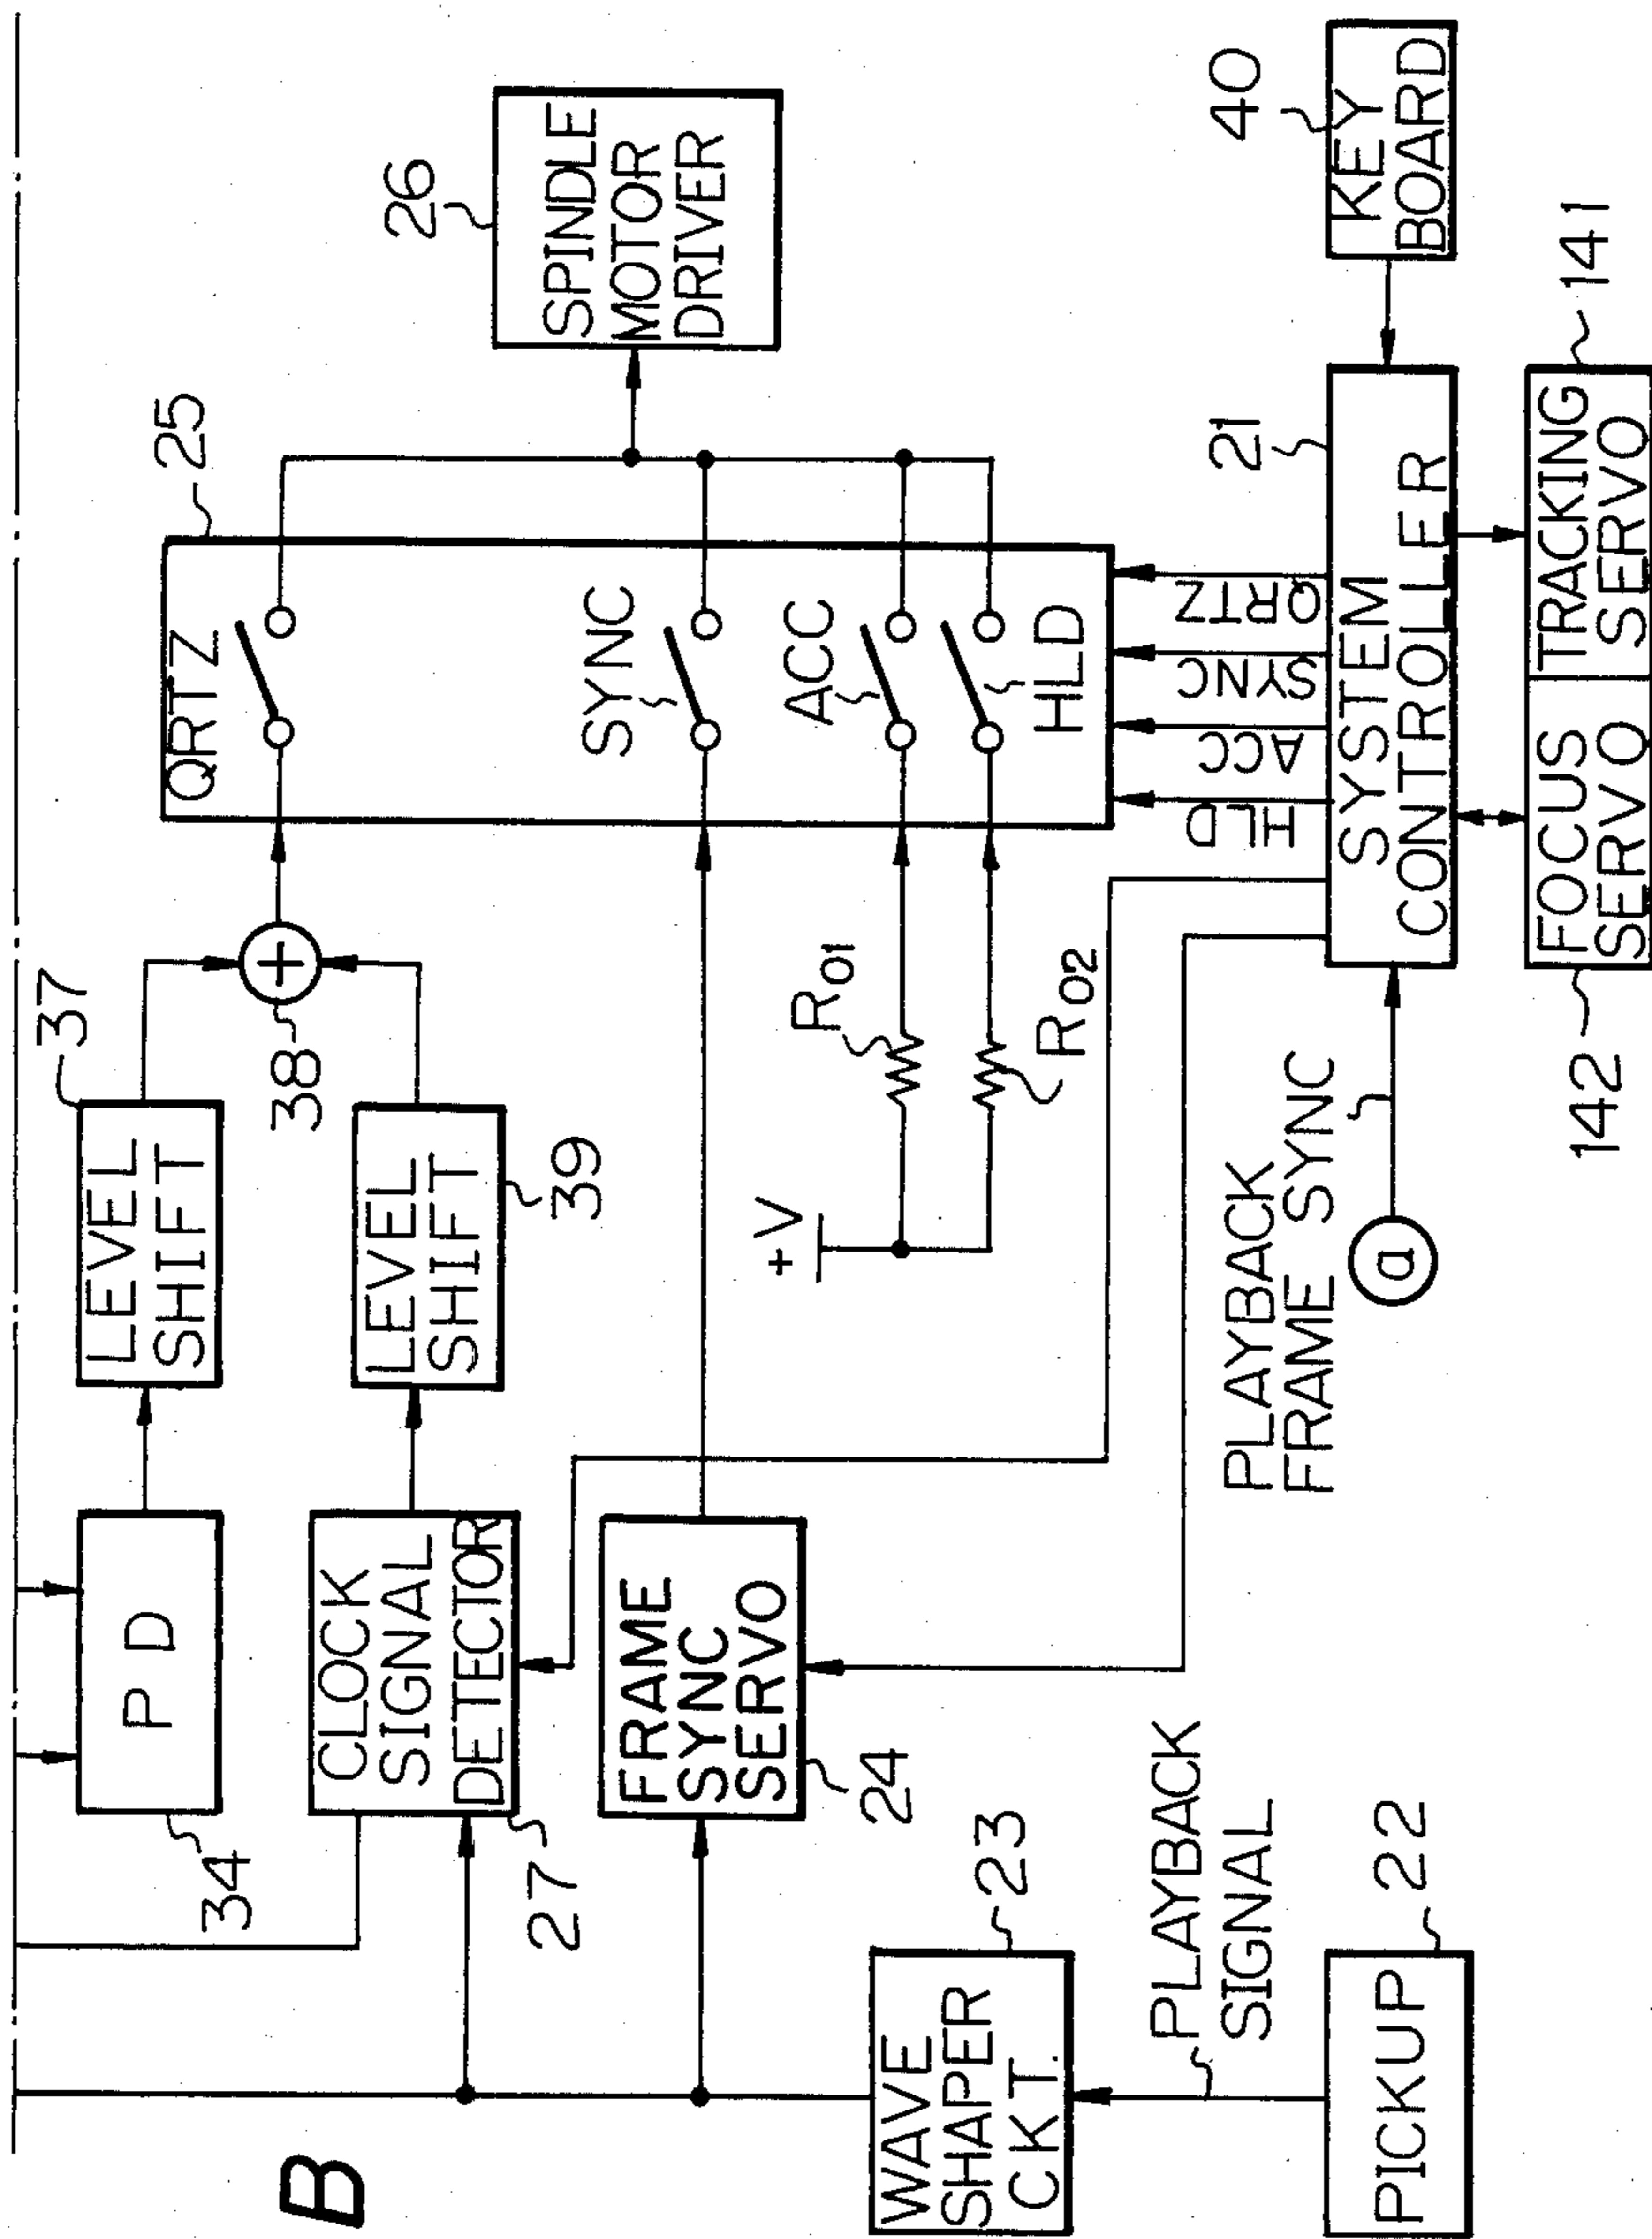 B
34
P D
LEVEL
SHIFT
37
38
CLOCK
SIGNAL
DETECTOR
27
LEVEL
SHIFT
39
FRAME
SYNC
SERVO
24
QRTZ
SYNC
ACC
HLD
25
26
SPINDLE
MOTOR
DRIVER
+V
R01
R02
WAVE
SHAPER
CKT.
23
PLAYBACK
SIGNAL
PICKUP
22
PLAYBACK
FRAME SYNC
a
HLD
ACC
SYNC
QRTZ
SYSTEM
CONTROLLER
21
KEY
BOARD
40
FOCUS
SERVO
142
TRACKING
SERVO
141